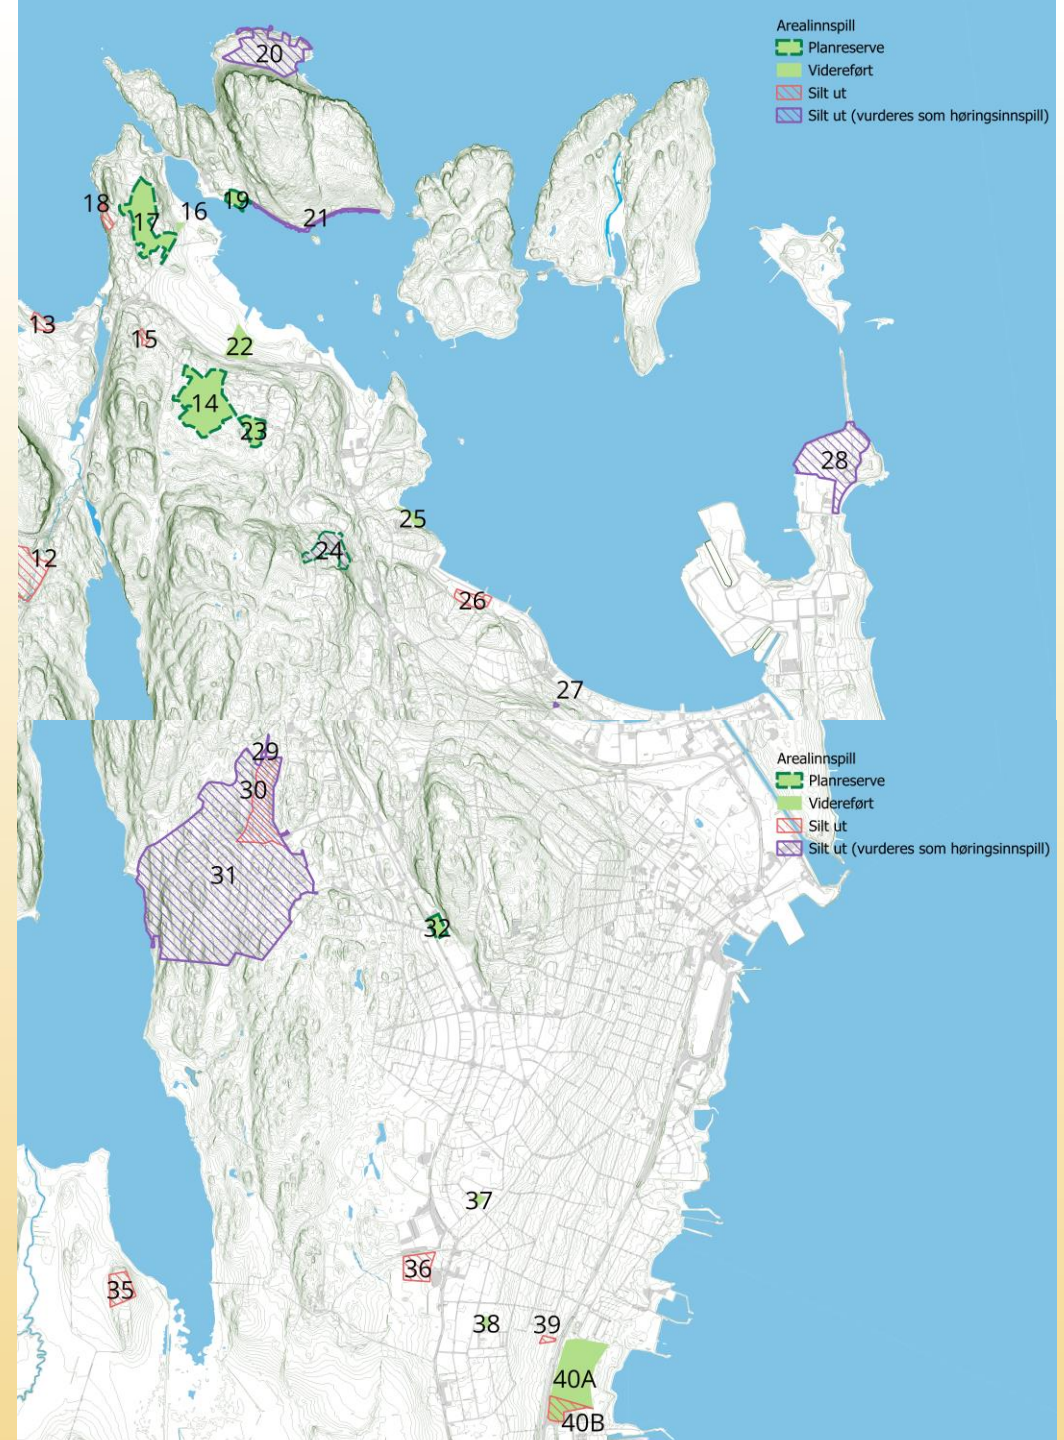 Arealinnspill
Planreserve
Videreført
Silt ut
Silt ut (vurderes som høringsinnspill)
20
18
17
16
19
21
13
15
22
14
23
28
25
12
24
26
27
Arealinnspill
Planreserve
Videreført
Silt ut
Silt ut (vurderes som høringsinnspill)
29
30
31
32
37
36
35
38
39
40A
40B